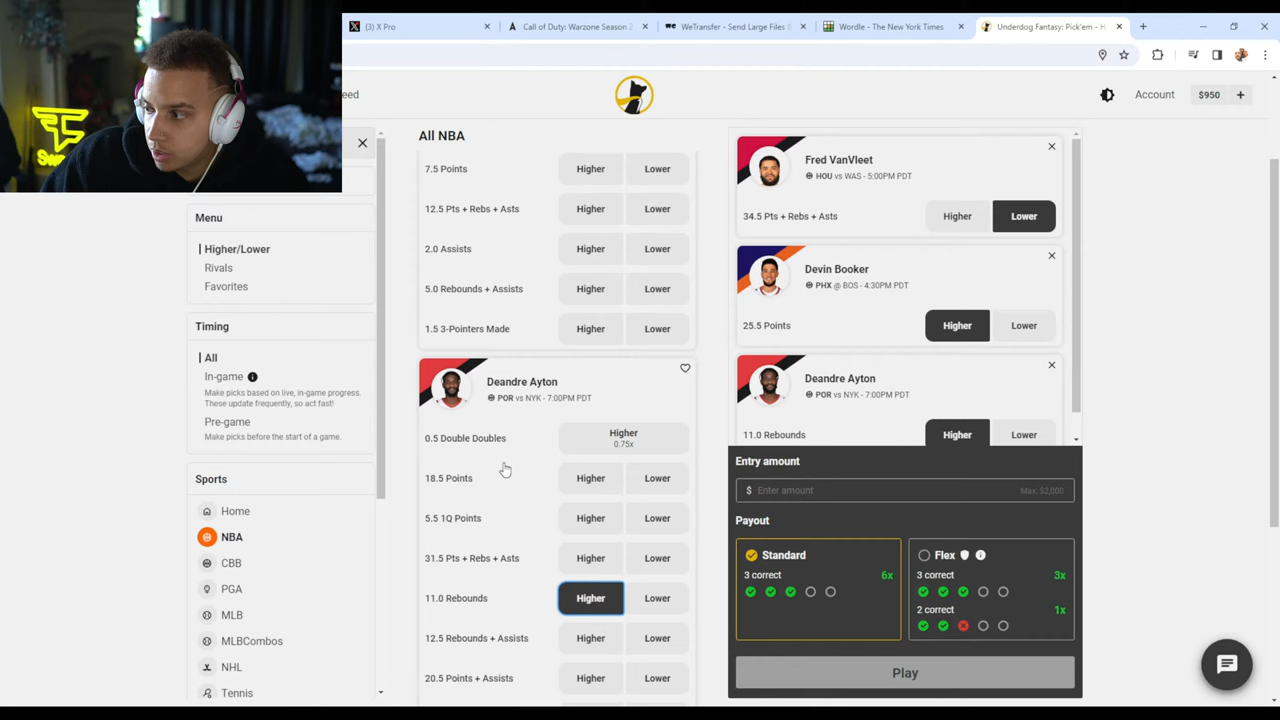 (3) X Pro
Call of Duty: Warzone Season 2
WeTransfer - Send Large Files &
Wordle - The New York Times
Underdog Fantasy: Pick'em - H
eed
Account
$950
All NBA
Menu
Higher/Lower
Rivals
Favorites
Timing
All
In-game
Make picks based on live, in-game progress.
These update frequently, so act fast!
Pre-game
Make picks before the start of a game.
Sports
Home
NBA
CBB
PGA
MLB
MLBCombos
NHL
Tennis
7.5 Points
Higher
Lower
12.5 Pts + Rebs + Asts
Higher
Lower
2.0 Assists
Higher
Lower
5.0 Rebounds + Assists
Higher
Lower
1.5 3-Pointers Made
Higher
Lower
Deandre Ayton
POR vs NYK - 7:00PM PDT
0.5 Double Doubles
Higher
0.75x
18.5 Points
Higher
Lower
5.5 1Q Points
Higher
Lower
31.5 Pts + Rebs + Asts
Higher
Lower
11.0 Rebounds
Higher
Lower
12.5 Rebounds + Assists
Higher
Lower
20.5 Points + Assists
Higher
Lower
Fred VanVleet
HOU vs WAS - 5:00PM PDT
34.5 Pts + Rebs + Asts
Higher
Lower
Devin Booker
PHX @ BOS - 4:30PM PDT
25.5 Points
Higher
Lower
Deandre Ayton
POR vs NYK - 7:00PM PDT
11.0 Rebounds
Higher
Lower
Entry amount
$ Enter amount
Max: $2,000
Payout
Standard
3 correct
6x
Flex
3 correct
3x
2 correct
1x
Play